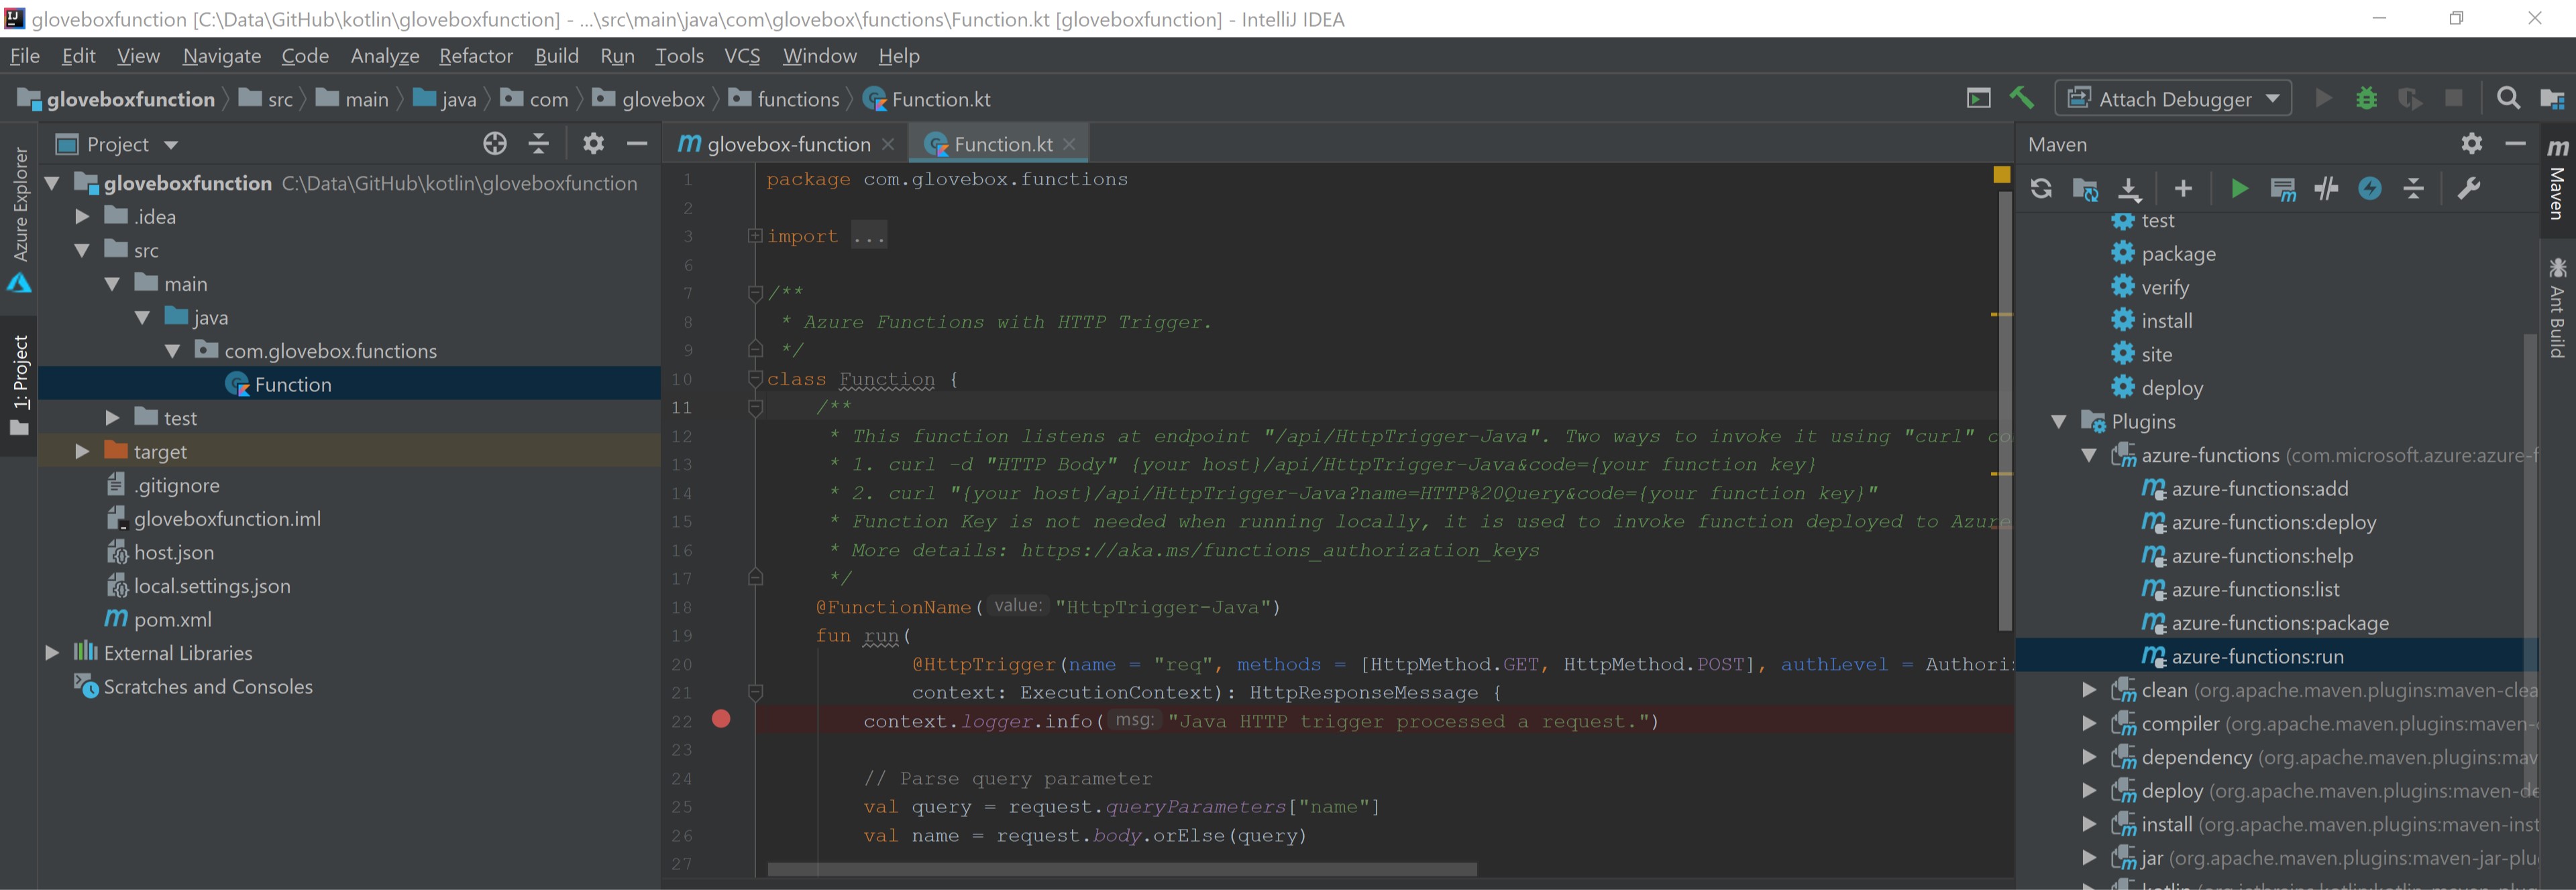 gloveboxfunction [C:\Data\GitHub\kotlin\gloveboxfunction] - ...\src\main\java\com\glovebox\functions\Function.kt [gloveboxfunction] - IntelliJ IDEA
File Edit View Navigate Code Analyze Refactor Build Run Tools VCS Window Help
gloveboxfunction src main java com glovebox functions Function.kt
Attach Debugger
Azure Explorer
1: Project
Project
gloveboxfunction C:\Data\GitHub\kotlin\gloveboxfunction
.idea
src
main
java
com.glovebox.functions
Function
test
target
.gitignore
gloveboxfunction.iml
host.json
local.settings.json
pom.xml
External Libraries
Scratches and Consoles
glovebox-function
Function.kt
1 package com.glovebox.functions
2
3 import ...
6
7 /**
8 * Azure Functions with HTTP Trigger.
9 */
10 class Function {
11 /**
12 * This function listens at endpoint "/api/HttpTrigger-Java". Two ways to invoke it using "curl" co
13 * 1. curl -d "HTTP Body" {your host}/api/HttpTrigger-Java&code={your function key}
14 * 2. curl "{your host}/api/HttpTrigger-Java?name=HTTP%20Query&code={your function key}"
15 * Function Key is not needed when running locally, it is used to invoke function deployed to Azure
16 * More details: https://aka.ms/functions_authorization_keys
17 */
18 @FunctionName( value: "HttpTrigger-Java")
19 fun run(
20 @HttpTrigger(name = "req", methods = [HttpMethod.GET, HttpMethod.POST], authLevel = Authori
21 context: ExecutionContext): HttpResponseMessage {
22 context.logger.info( msg: "Java HTTP trigger processed a request.")
23
24 // Parse query parameter
25 val query = request.queryParameters["name"]
26 val name = request.body.orElse(query)
27
Maven
test
package
verify
install
site
deploy
Plugins
azure-functions (com.microsoft.azure:azure-f
azure-functions:add
azure-functions:deploy
azure-functions:help
azure-functions:list
azure-functions:package
azure-functions:run
clean (org.apache.maven.plugins:maven-clea
compiler (org.apache.maven.plugins:maven-c
dependency (org.apache.maven.plugins:mav
deploy (org.apache.maven.plugins:maven-de
install (org.apache.maven.plugins:maven-inst
jar (org.apache.maven.plugins:maven-jar-plu
Maven
Ant Build